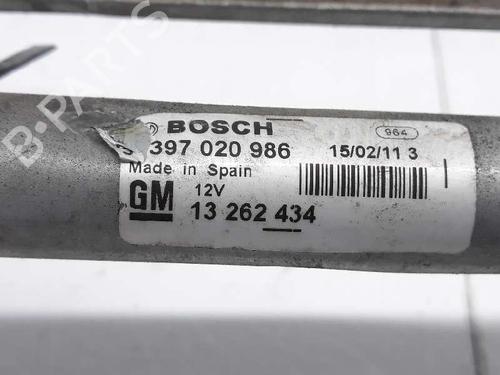 B-PARTS
BOSCH 964
397 020 986 15/02/11 3
Made in Spain
GM 12V
13 262 434